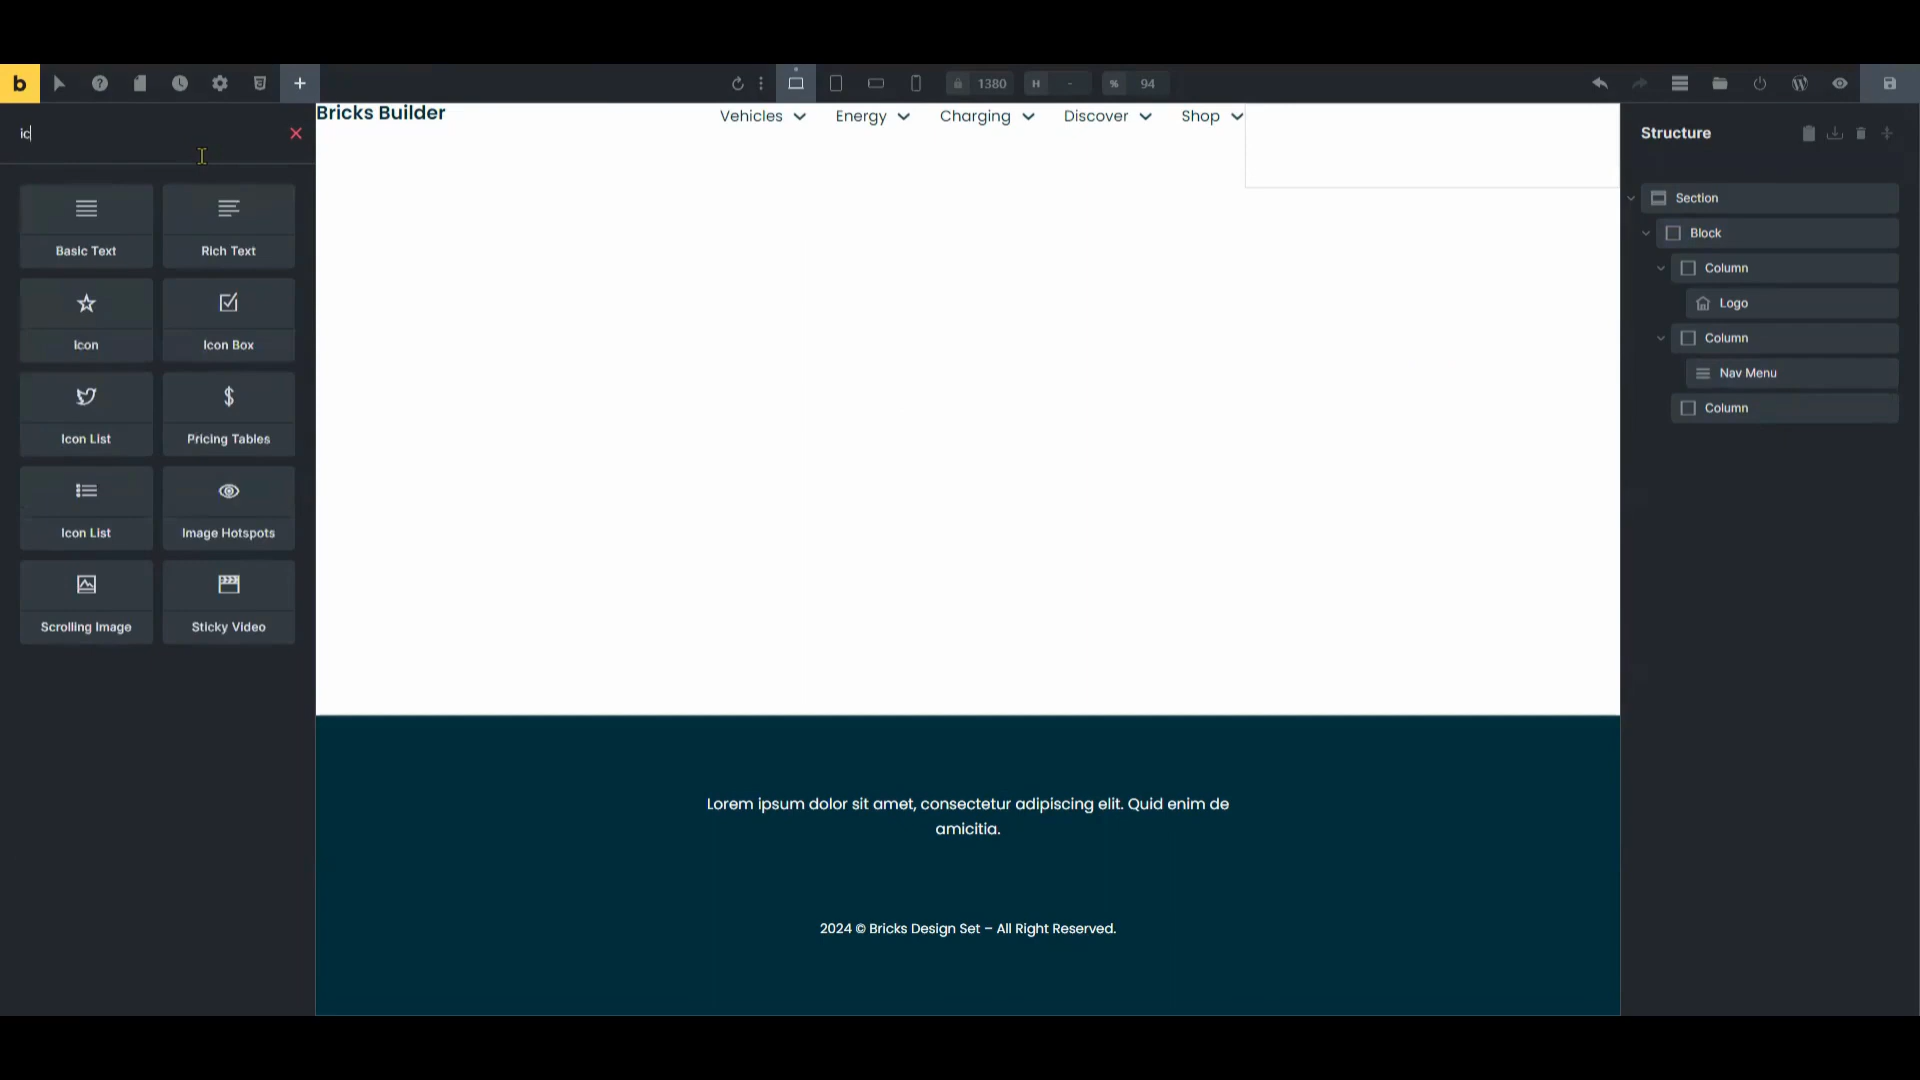 b
1380
H
-
%
94
ic
Basic Text
Rich Text
Icon
Icon Box
Icon List
Pricing Tables
Icon List
Image Hotspots
Scrolling Image
Sticky Video
Bricks Builder
Vehicles
Energy
Charging
Discover
Shop
Lorem ipsum dolor sit amet, consectetur adipiscing elit. Quid enim de
amicitia.
2024 © Bricks Design Set – All Right Reserved.
Structure
Section
Block
Column
Logo
Column
Nav Menu
Column